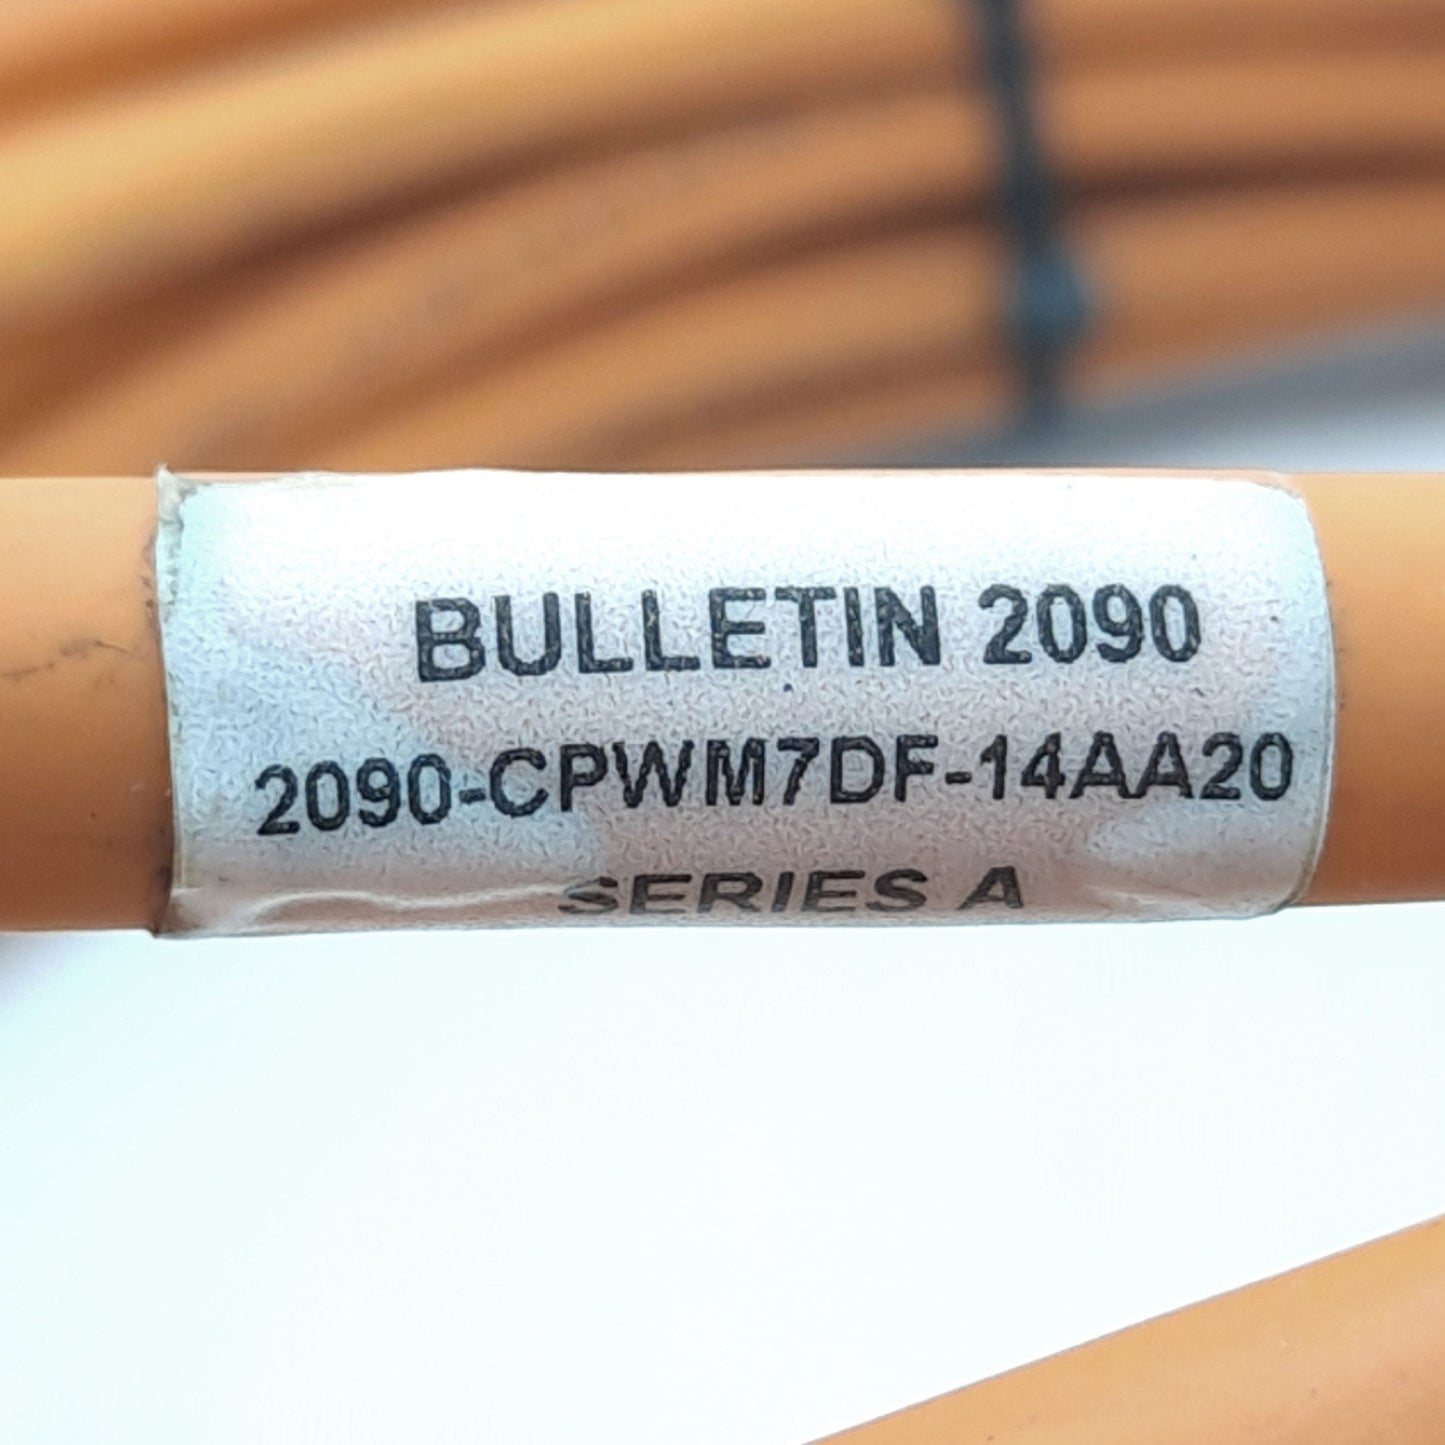 BULLETIN 2090
2090-CPWM7DF-14AA20
SERIES A